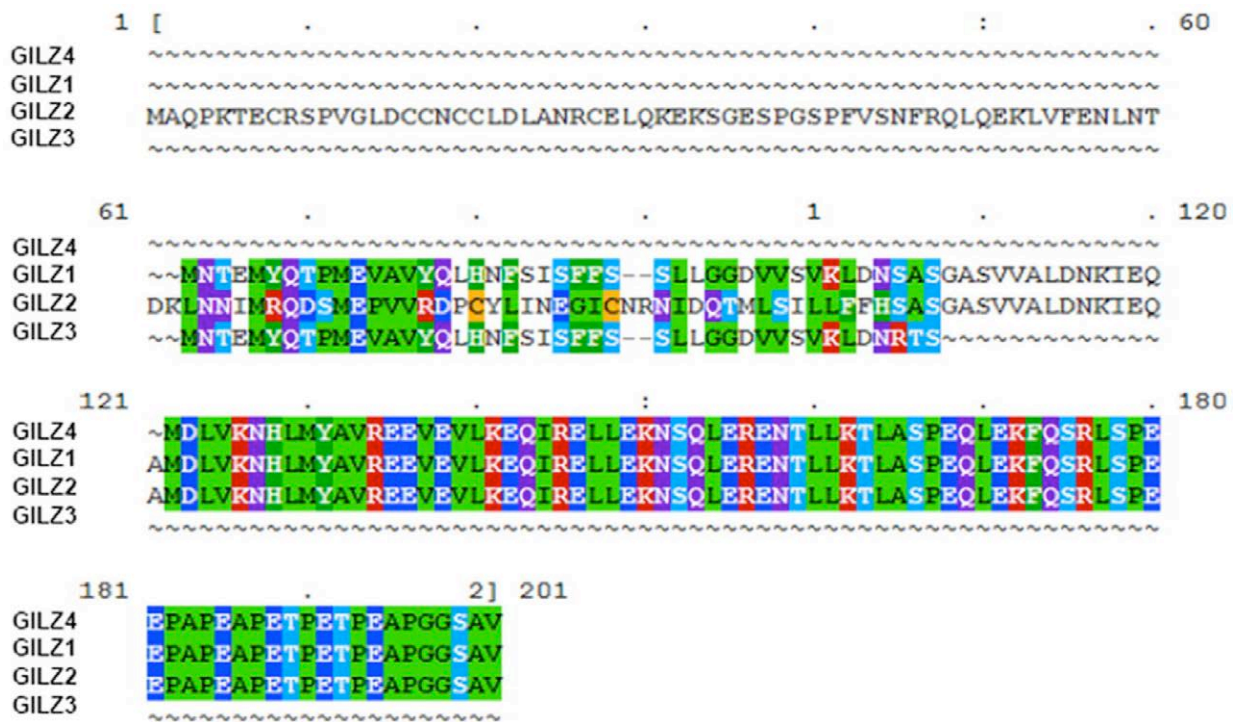 1 [ . . . : . 60
GILZ4 ~~~~~~~~~~~~~~~~~~~~~~~~~~~~~~~~~~~~~~~~~~~~~~~~~~~~~~~~~~~~
GILZ1 ~~~~~~~~~~~~~~~~~~~~~~~~~~~~~~~~~~~~~~~~~~~~~~~~~~~~~~~~~~~~
GILZ2 MAQPKTECRSPVGLDCCNCCLDLANRCELQKEKSGESPGSPFVSNFRQLQEKLVFENLNT
GILZ3 ~~~~~~~~~~~~~~~~~~~~~~~~~~~~~~~~~~~~~~~~~~~~~~~~~~~~~~~~~~~~
61 . . . 1 . . 120
GILZ4 ~~~~~~~~~~~~~~~~~~~~~~~~~~~~~~~~~~~~~~~~~~~~~~~~~~~~~~~~~~~~
GILZ1 ~~MNTEMYQTPMEVAVYQLHNFSISFFS--SLLGGDVVSVKLDNSASGASVVALDNKIEQ
GILZ2 DKLNNIMRQDSMEPVVRDPCYLINEGICNRNIDQTMLSILLFFHSASGASVVALDNKIEQ
GILZ3 ~~MNTEMYQTPMEVAVYQLHNFSISFFS--SLLGGDVVSVKLDNRTS~~~~~~~~~~~~~
121 . . : . . . 180
GILZ4 ~MDLVKNHLMYAVREEVEVLKEQIRELLEKNSQLERENTLLKTLASPEQLEKFQSRLSPE
GILZ1 AMDLVKNHLMYAVREEVEVLKEQIRELLEKNSQLERENTLLKTLASPEQLEKFQSRLSPE
GILZ2 AMDLVKNHLMYAVREEVEVLKEQIRELLEKNSQLERENTLLKTLASPEQLEKFQSRLSPE
GILZ3 ~~~~~~~~~~~~~~~~~~~~~~~~~~~~~~~~~~~~~~~~~~~~~~~~~~~~~~~~~~~~
181 . 2] 201
GILZ4 EPAPEAPETPETPEAPGGSAV
GILZ1 EPAPEAPETPETPEAPGGSAV
GILZ2 EPAPEAPETPETPEAPGGSAV
GILZ3 ~~~~~~~~~~~~~~~~~~~~~